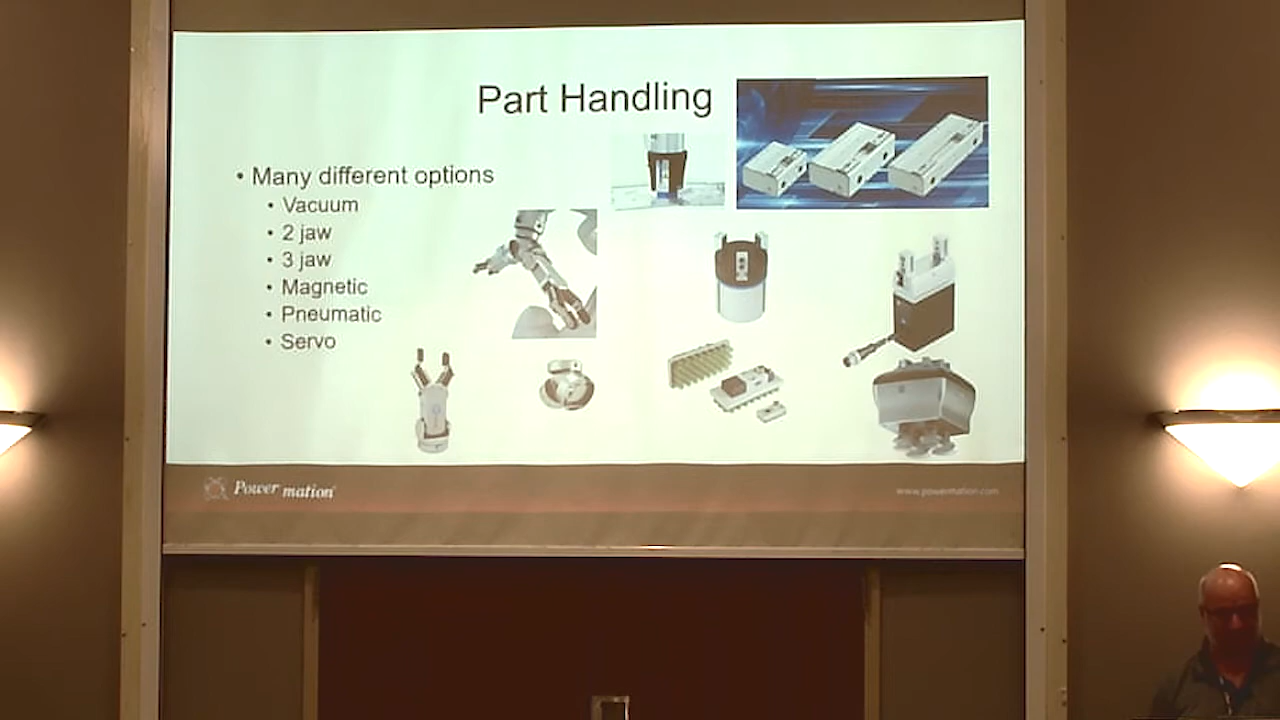 Part Handling
• Many different options
• Vacuum
• 2 jaw
• 3 jaw
• Magnetic
• Pneumatic
• Servo
Power mation
www.powermation.com